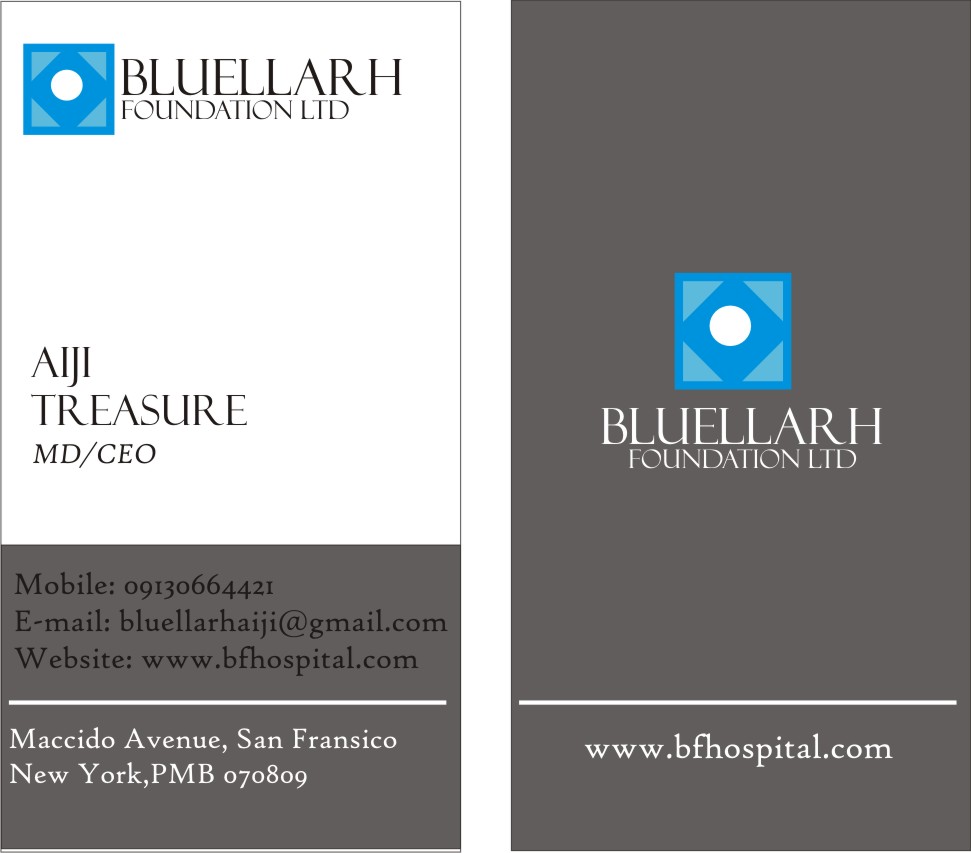 BLUELLARH
FOUNDATION LTD
AIJI
TREASURE
MD/CEO
Mobile: 09130664421
E-mail: bluellarhaiji@gmail.com
Website: www.bfhospital.com
Maccido Avenue, San Fransico
New York,PMB 070809
BLUELLARH
FOUNDATION LTD
www.bfhospital.com